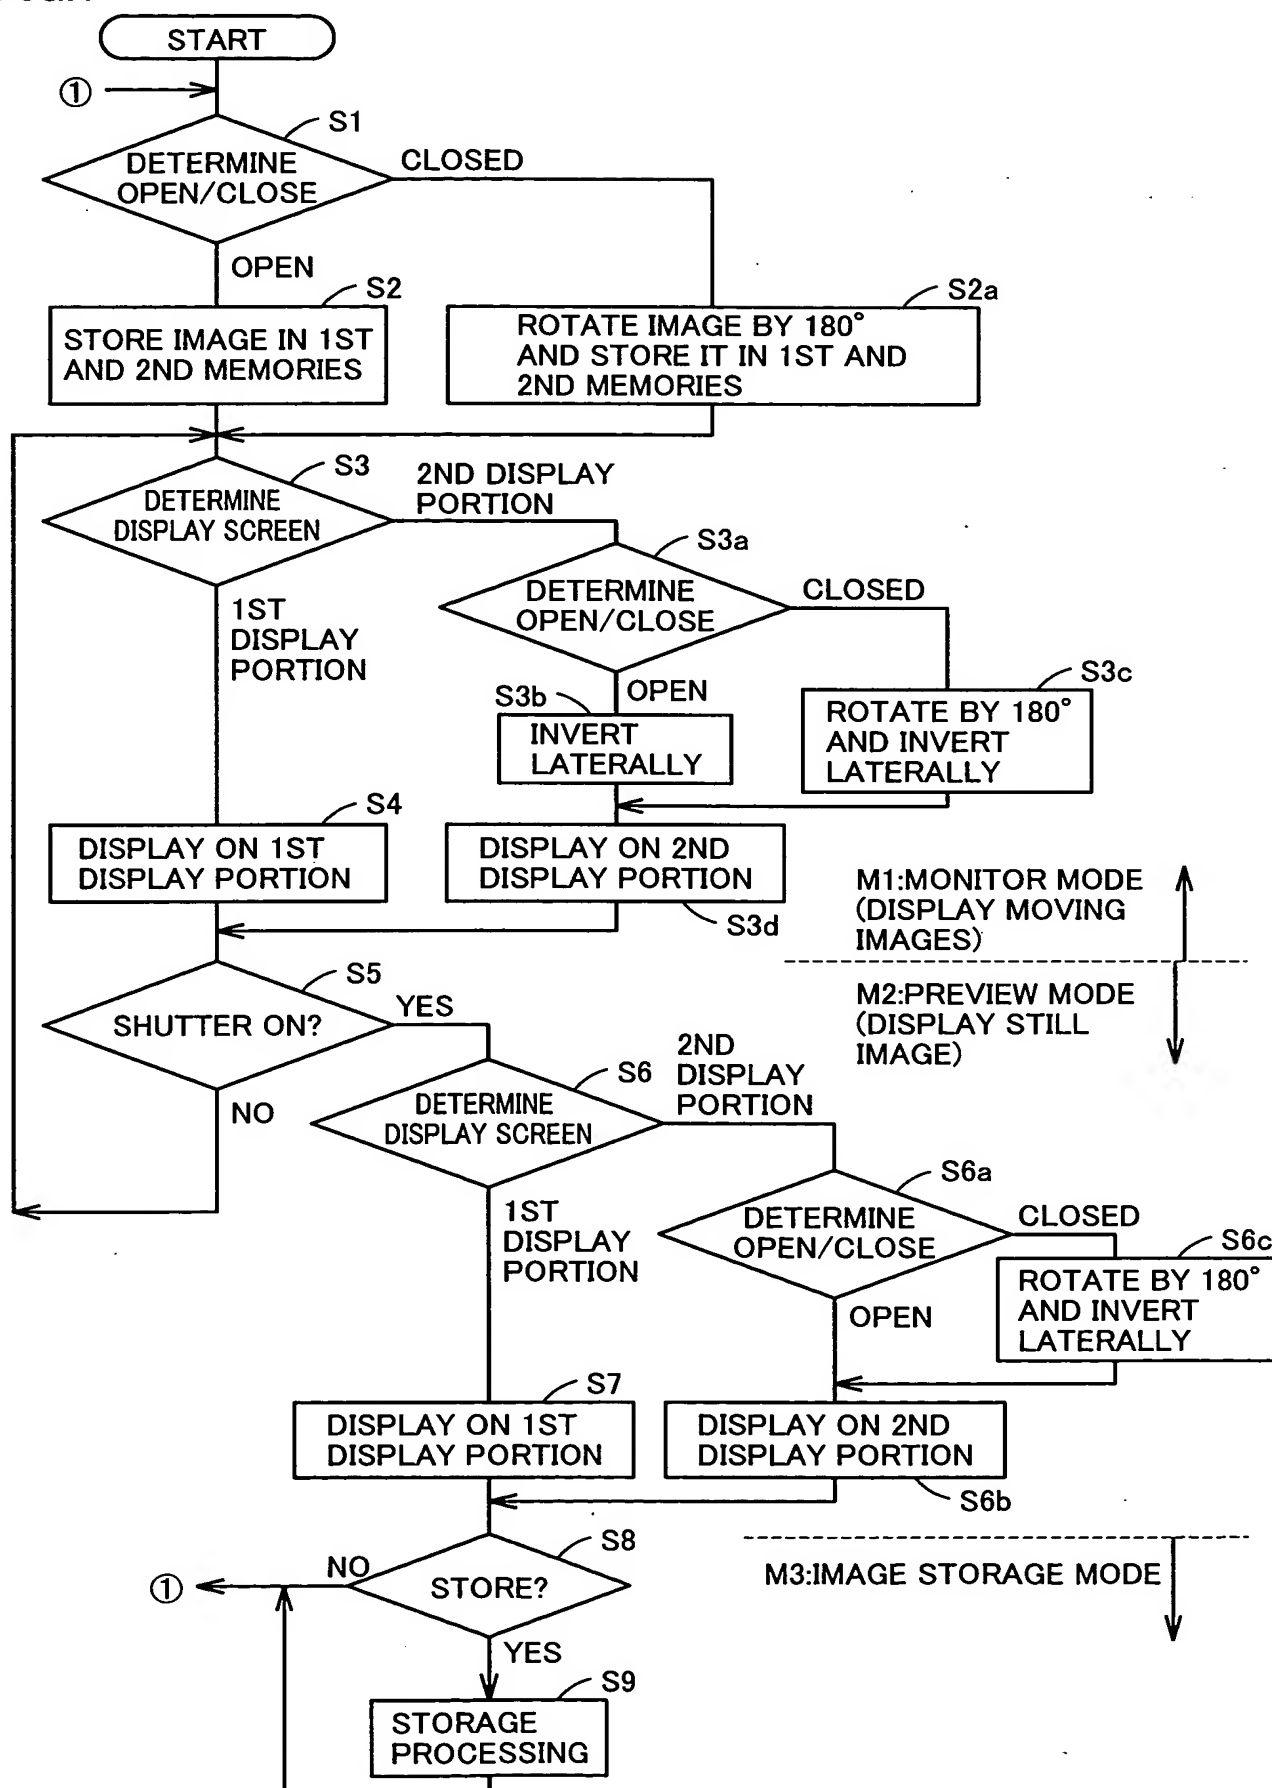 START
①
S1
DETERMINE
OPEN/CLOSE
CLOSED
OPEN
S2
STORE IMAGE IN 1ST
AND 2ND MEMORIES
S2a
ROTATE IMAGE BY 180°
AND STORE IT IN 1ST AND
2ND MEMORIES
S3
DETERMINE
DISPLAY SCREEN
2ND DISPLAY
PORTION
1ST
DISPLAY
PORTION
S3a
DETERMINE
OPEN/CLOSE
CLOSED
OPEN
S3b
INVERT
LATERALLY
S3c
ROTATE BY 180°
AND INVERT
LATERALLY
S4
DISPLAY ON 1ST
DISPLAY PORTION
DISPLAY ON 2ND
DISPLAY PORTION
S3d
M1:MONITOR MODE
(DISPLAY MOVING
IMAGES)
M2:PREVIEW MODE
(DISPLAY STILL
IMAGE)
S5
SHUTTER ON?
YES
NO
S6
DETERMINE
DISPLAY SCREEN
2ND
DISPLAY
PORTION
1ST
DISPLAY
PORTION
S6a
DETERMINE
OPEN/CLOSE
CLOSED
OPEN
S6c
ROTATE BY 180°
AND INVERT
LATERALLY
S7
DISPLAY ON 1ST
DISPLAY PORTION
DISPLAY ON 2ND
DISPLAY PORTION
S6b
S8
STORE?
NO
①
YES
M3:IMAGE STORAGE MODE
S9
STORAGE
PROCESSING